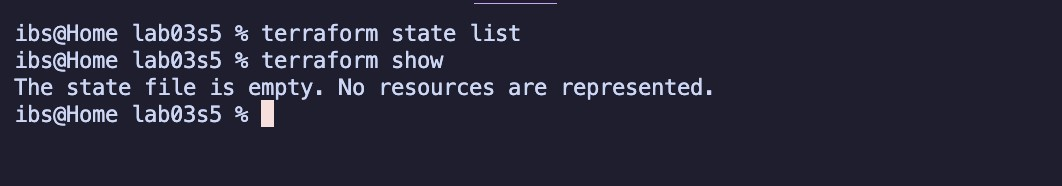 ibs@Home lab03s5 % terraform state list
ibs@Home lab03s5 % terraform show
The state file is empty. No resources are represented.
ibs@Home lab03s5 %